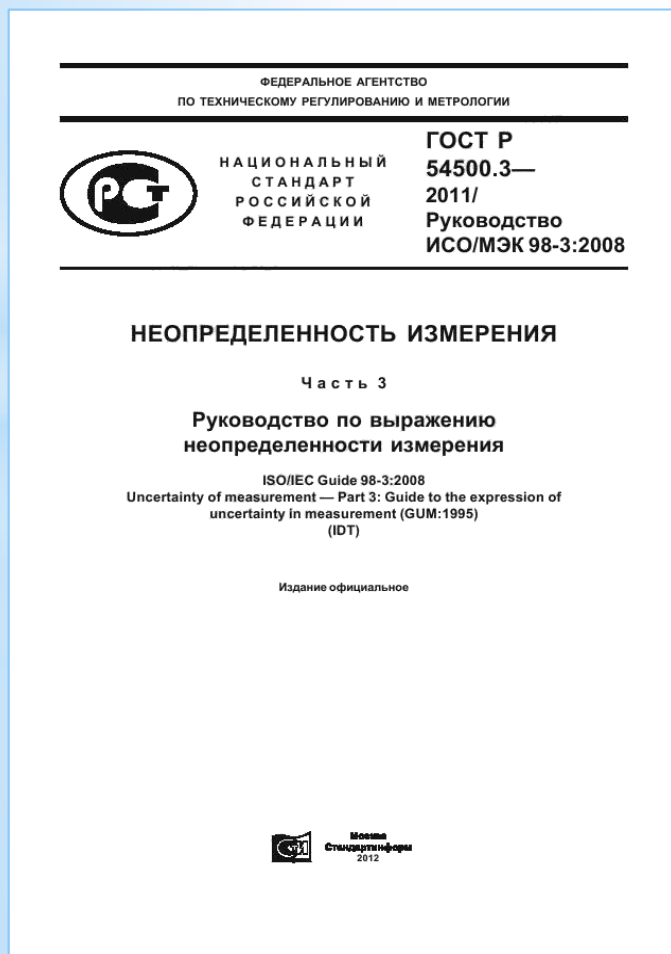 ФЕДЕРАЛЬНОЕ АГЕНТСТВО
ПО ТЕХНИЧЕСКОМУ РЕГУЛИРОВАНИЮ И МЕТРОЛОГИИ
РСТ
НАЦИОНАЛЬНЫЙ
СТАНДАРТ
РОССИЙСКОЙ
ФЕДЕРАЦИИ
ГОСТ Р
54500.3—
2011/
Руководство
ИСО/МЭК 98-3:2008
НЕОПРЕДЕЛЕННОСТЬ ИЗМЕРЕНИЯ
Часть 3
Руководство по выражению
неопределенности измерения
ISO/IEC Guide 98-3:2008
Uncertainty of measurement — Part 3: Guide to the expression of
uncertainty in measurement (GUM:1995)
(IDT)
Издание официальное
Москва
Стандартинформ
2012